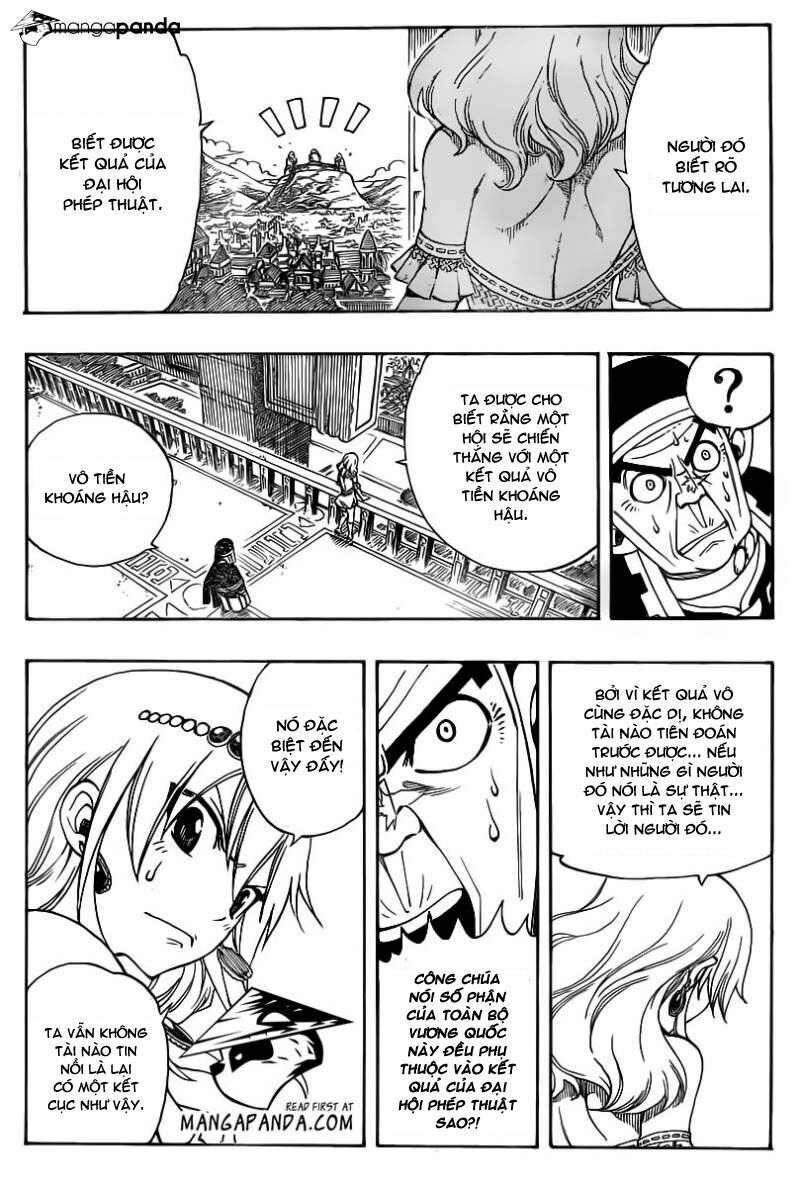 mangapanda
NGƯỜI ĐÓ
BIẾT RÕ
TƯƠNG LAI.
BIẾT ĐƯỢC
KẾT QUẢ CỦA
ĐẠI HỘI
PHÉP THUẬT.
?
TA ĐƯỢC CHO
BIẾT RẰNG MỘT
HỘI SẼ CHIẾN
THẮNG VỚI MỘT
KẾT QUẢ VÔ
TIỀN KHOÁNG
HẬU.
VÔ TIỀN
KHOÁNG HẬU?
BỞI VÌ KẾT QUẢ VÔ
CÙNG ĐẶC DỊ, KHÔNG
TÀI NÀO TIÊN ĐOÁN
TRƯỚC ĐƯỢC... NẾU
NHƯ NHỮNG GÌ NGƯỜI
ĐÓ NÓI LÀ SỰ THẬT...
VẬY THÌ TA SẼ TIN
LỜI NGƯỜI ĐÓ...
CÔNG CHÚA
NÓI SỐ PHẬN
CỦA TOÀN BỘ
VƯƠNG QUỐC
NÀY ĐỀU PHỤ
THUỘC VÀO KẾT
QUẢ CỦA ĐẠI
HỘI PHÉP THUẬT
SAO?!
NÓ ĐẶC
BIỆT ĐẾN
VẬY ĐẤY!
TA VẪN KHÔNG
TÀI NÀO TIN
NỔI LÀ LẠI
CÓ MỘT KẾT
CỤC NHƯ VẬY.
READ FIRST AT
MANGAPANDA.COM